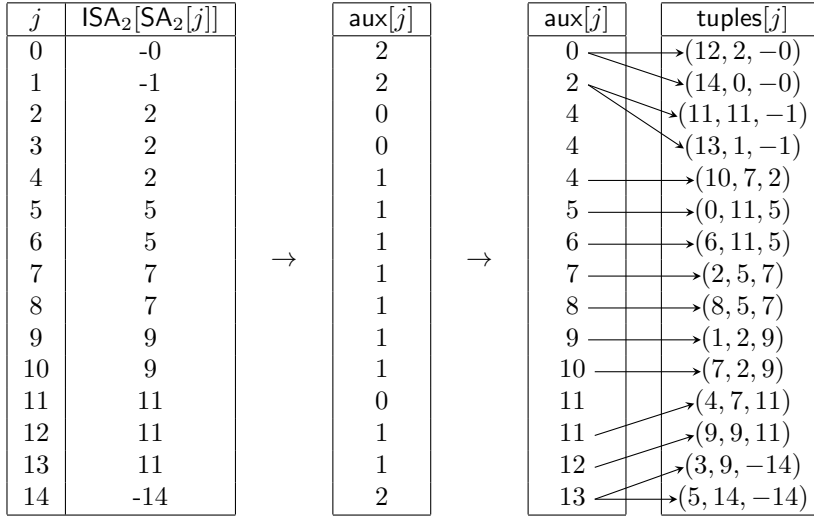 j ISA₂[SA₂[j]] aux[j] aux[j] tuples[j]
0 -0 2 0 (12, 2, −0)
1 -1 2 2 (14, 0, −0)
2 2 0 4 (11, 11, −1)
3 2 0 4 (13, 1, −1)
4 2 1 4 (10, 7, 2)
5 5 1 5 (0, 11, 5)
6 5 1 6 (6, 11, 5)
→ →
7 7 1 7 (2, 5, 7)
8 7 1 8 (8, 5, 7)
9 9 1 9 (1, 2, 9)
10 9 1 10 (7, 2, 9)
11 11 0 11 (4, 7, 11)
12 11 1 11 (9, 9, 11)
13 11 1 12 (3, 9, −14)
14 -14 2 13 (5, 14, −14)